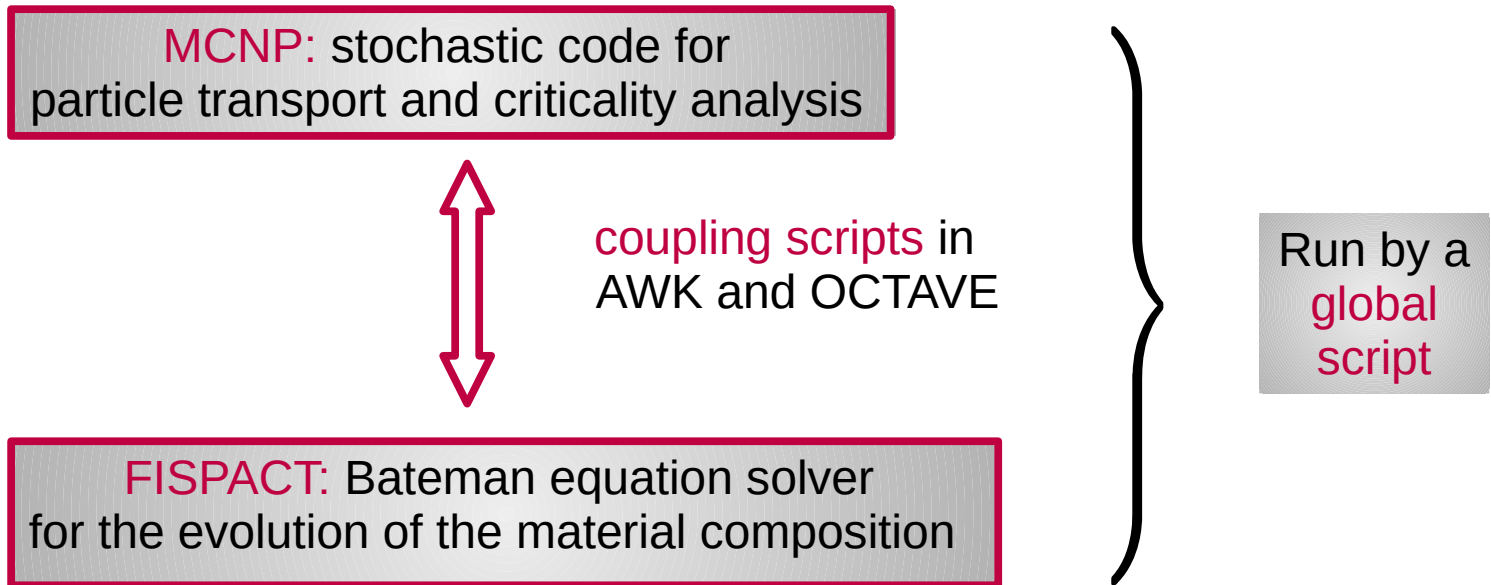 MCNP: stochastic code for
particle transport and criticality analysis
coupling scripts in
AWK and OCTAVE
Run by a
global
script
FISPACT: Bateman equation solver
for the evolution of the material composition